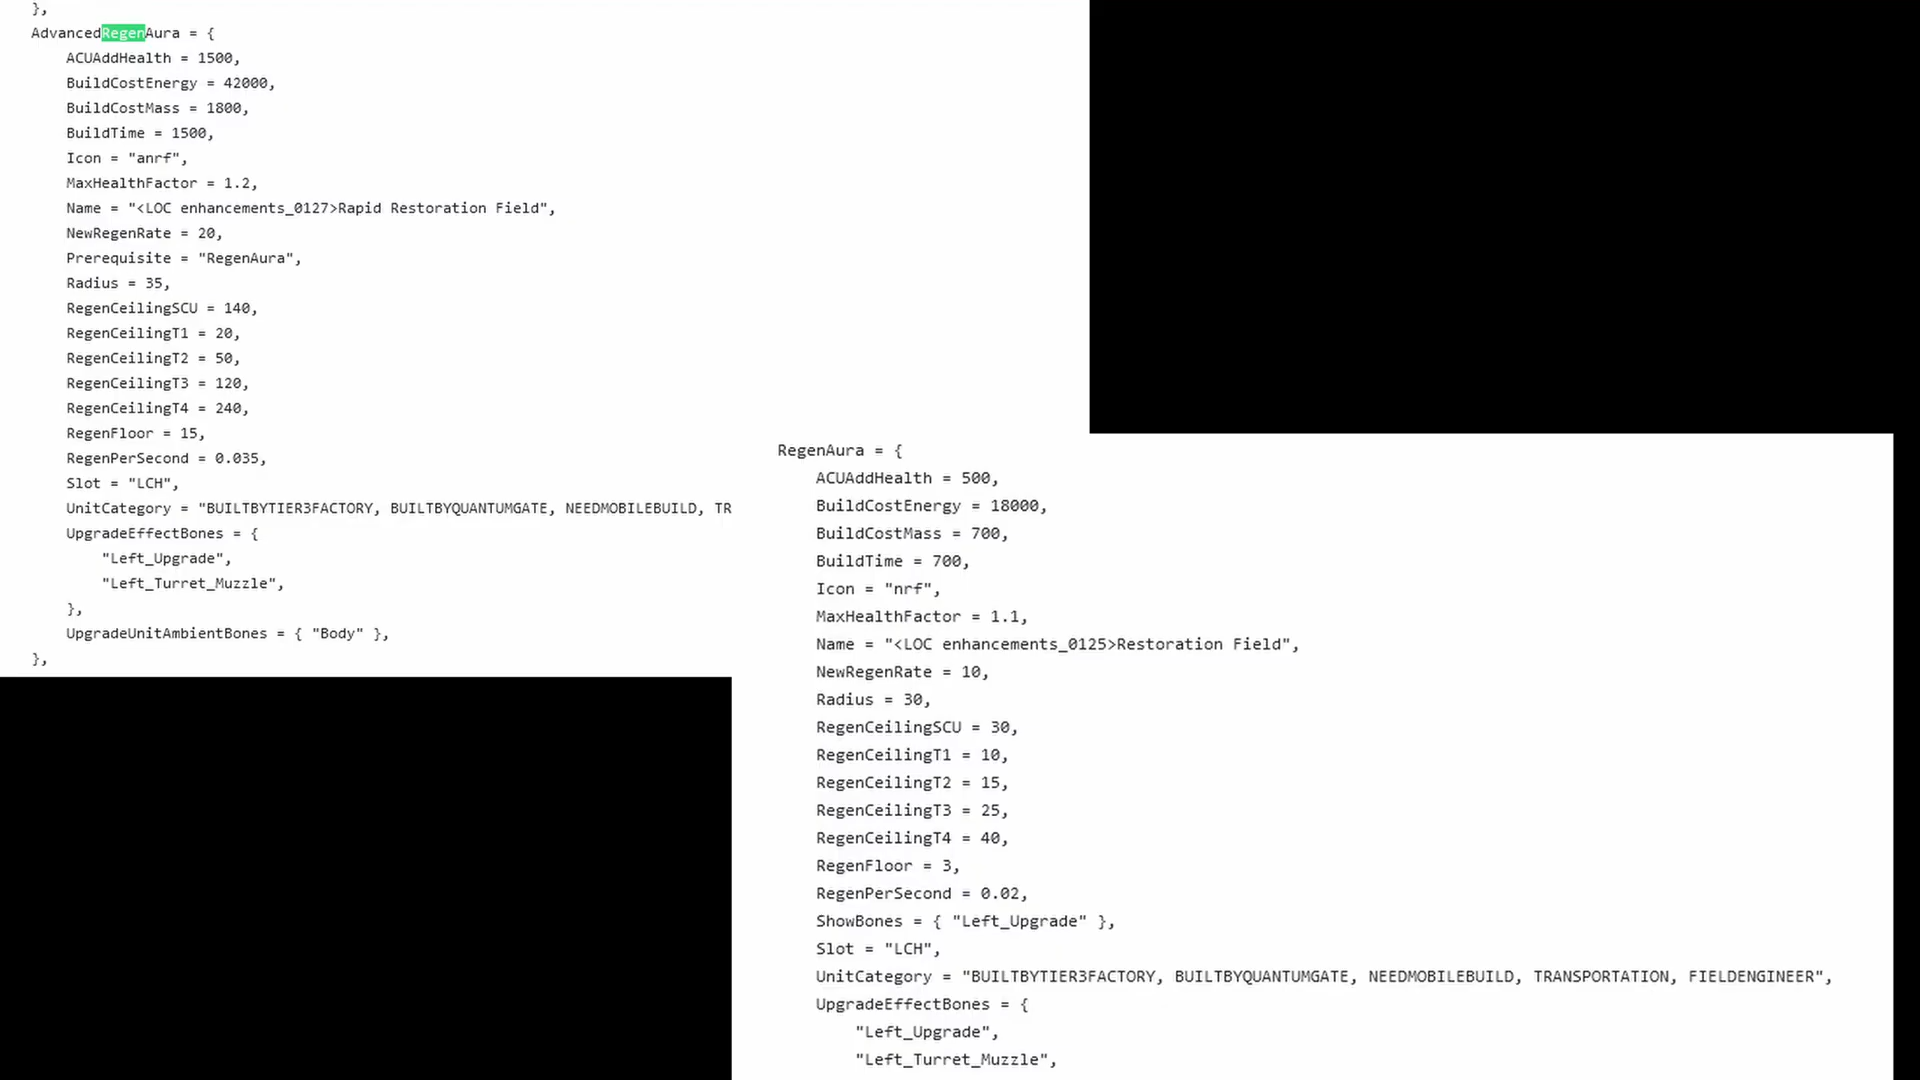 },
AdvancedRegenAura = {
ACUAddHealth = 1500,
BuildCostEnergy = 42000,
BuildCostMass = 1800,
BuildTime = 1500,
Icon = "anrf",
MaxHealthFactor = 1.2,
Name = "<LOC enhancements_0127>Rapid Restoration Field",
NewRegenRate = 20,
Prerequisite = "RegenAura",
Radius = 35,
RegenCeilingSCU = 140,
RegenCeilingT1 = 20,
RegenCeilingT2 = 50,
RegenCeilingT3 = 120,
RegenCeilingT4 = 240,
RegenFloor = 15,
RegenPerSecond = 0.035,
Slot = "LCH",
UnitCategory = "BUILTBYTIER3FACTORY, BUILTBYQUANTUMGATE, NEEDMOBILEBUILD, TR
UpgradeEffectBones = {
"Left_Upgrade",
"Left_Turret_Muzzle",
},
UpgradeUnitAmbientBones = { "Body" },
},
RegenAura = {
ACUAddHealth = 500,
BuildCostEnergy = 18000,
BuildCostMass = 700,
BuildTime = 700,
Icon = "nrf",
MaxHealthFactor = 1.1,
Name = "<LOC enhancements_0125>Restoration Field",
NewRegenRate = 10,
Radius = 30,
RegenCeilingSCU = 30,
RegenCeilingT1 = 10,
RegenCeilingT2 = 15,
RegenCeilingT3 = 25,
RegenCeilingT4 = 40,
RegenFloor = 3,
RegenPerSecond = 0.02,
ShowBones = { "Left_Upgrade" },
Slot = "LCH",
UnitCategory = "BUILTBYTIER3FACTORY, BUILTBYQUANTUMGATE, NEEDMOBILEBUILD, TRANSPORTATION, FIELDENGINEER",
UpgradeEffectBones = {
"Left_Upgrade",
"Left_Turret_Muzzle",